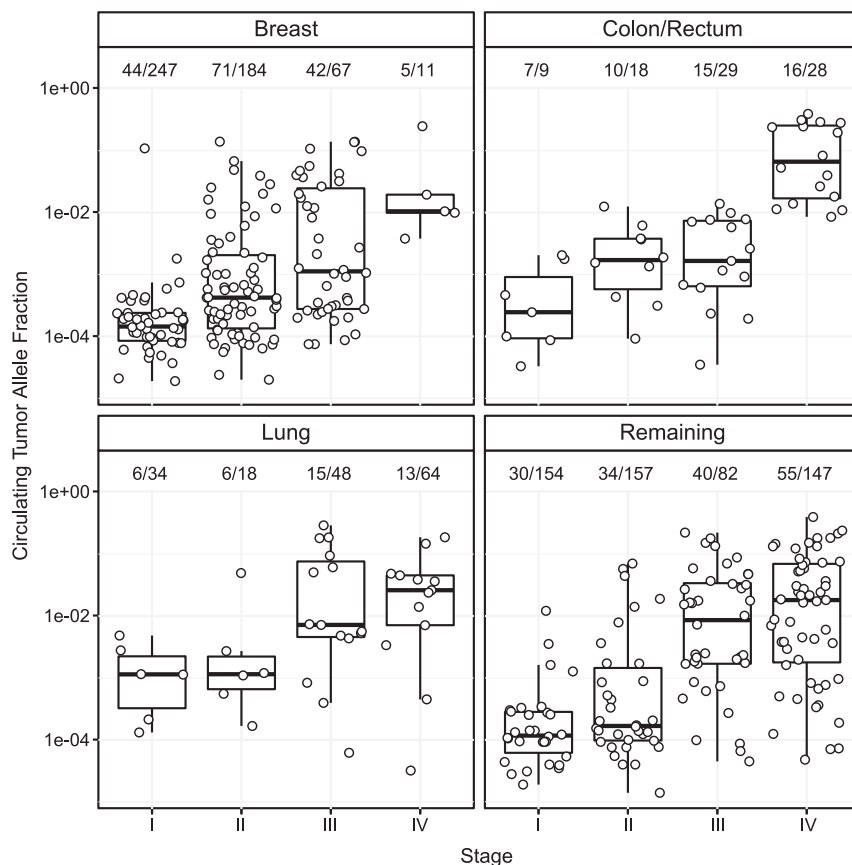 Breast
Colon/Rectum
44/247 71/184 42/67 5/11
7/9 10/18 15/29 16/28
1e+00
1e-02
1e-04
Circulating Tumor Allele Fraction
Lung
Remaining
6/34 6/18 15/48 13/64
30/154 34/157 40/82 55/147
1e+00
1e-02
1e-04
I II III IV
I II III IV
Stage